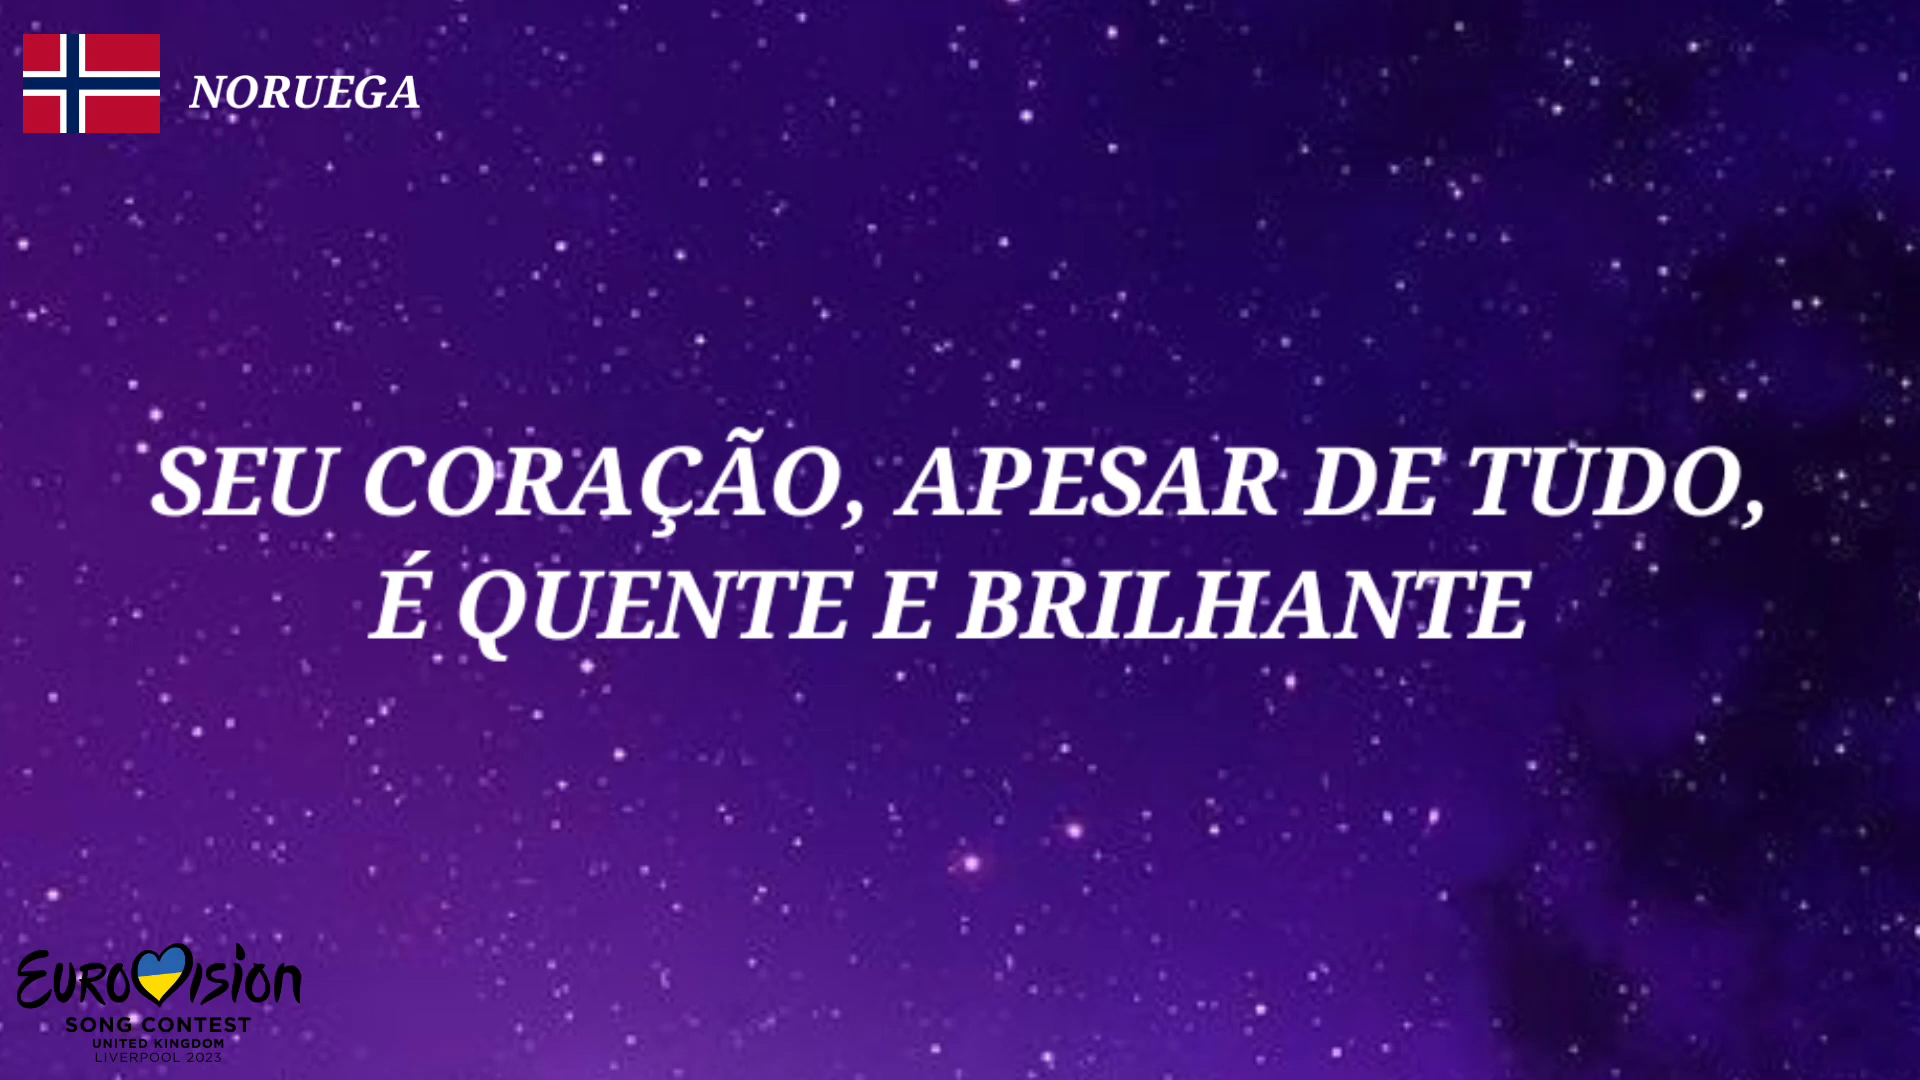 NORUEGA
SEU CORAÇÃO, APESAR DE TUDO,
É QUENTE E BRILHANTE
EUROVISION
SONG CONTEST
UNITED KINGDOM
LIVERPOOL 2023